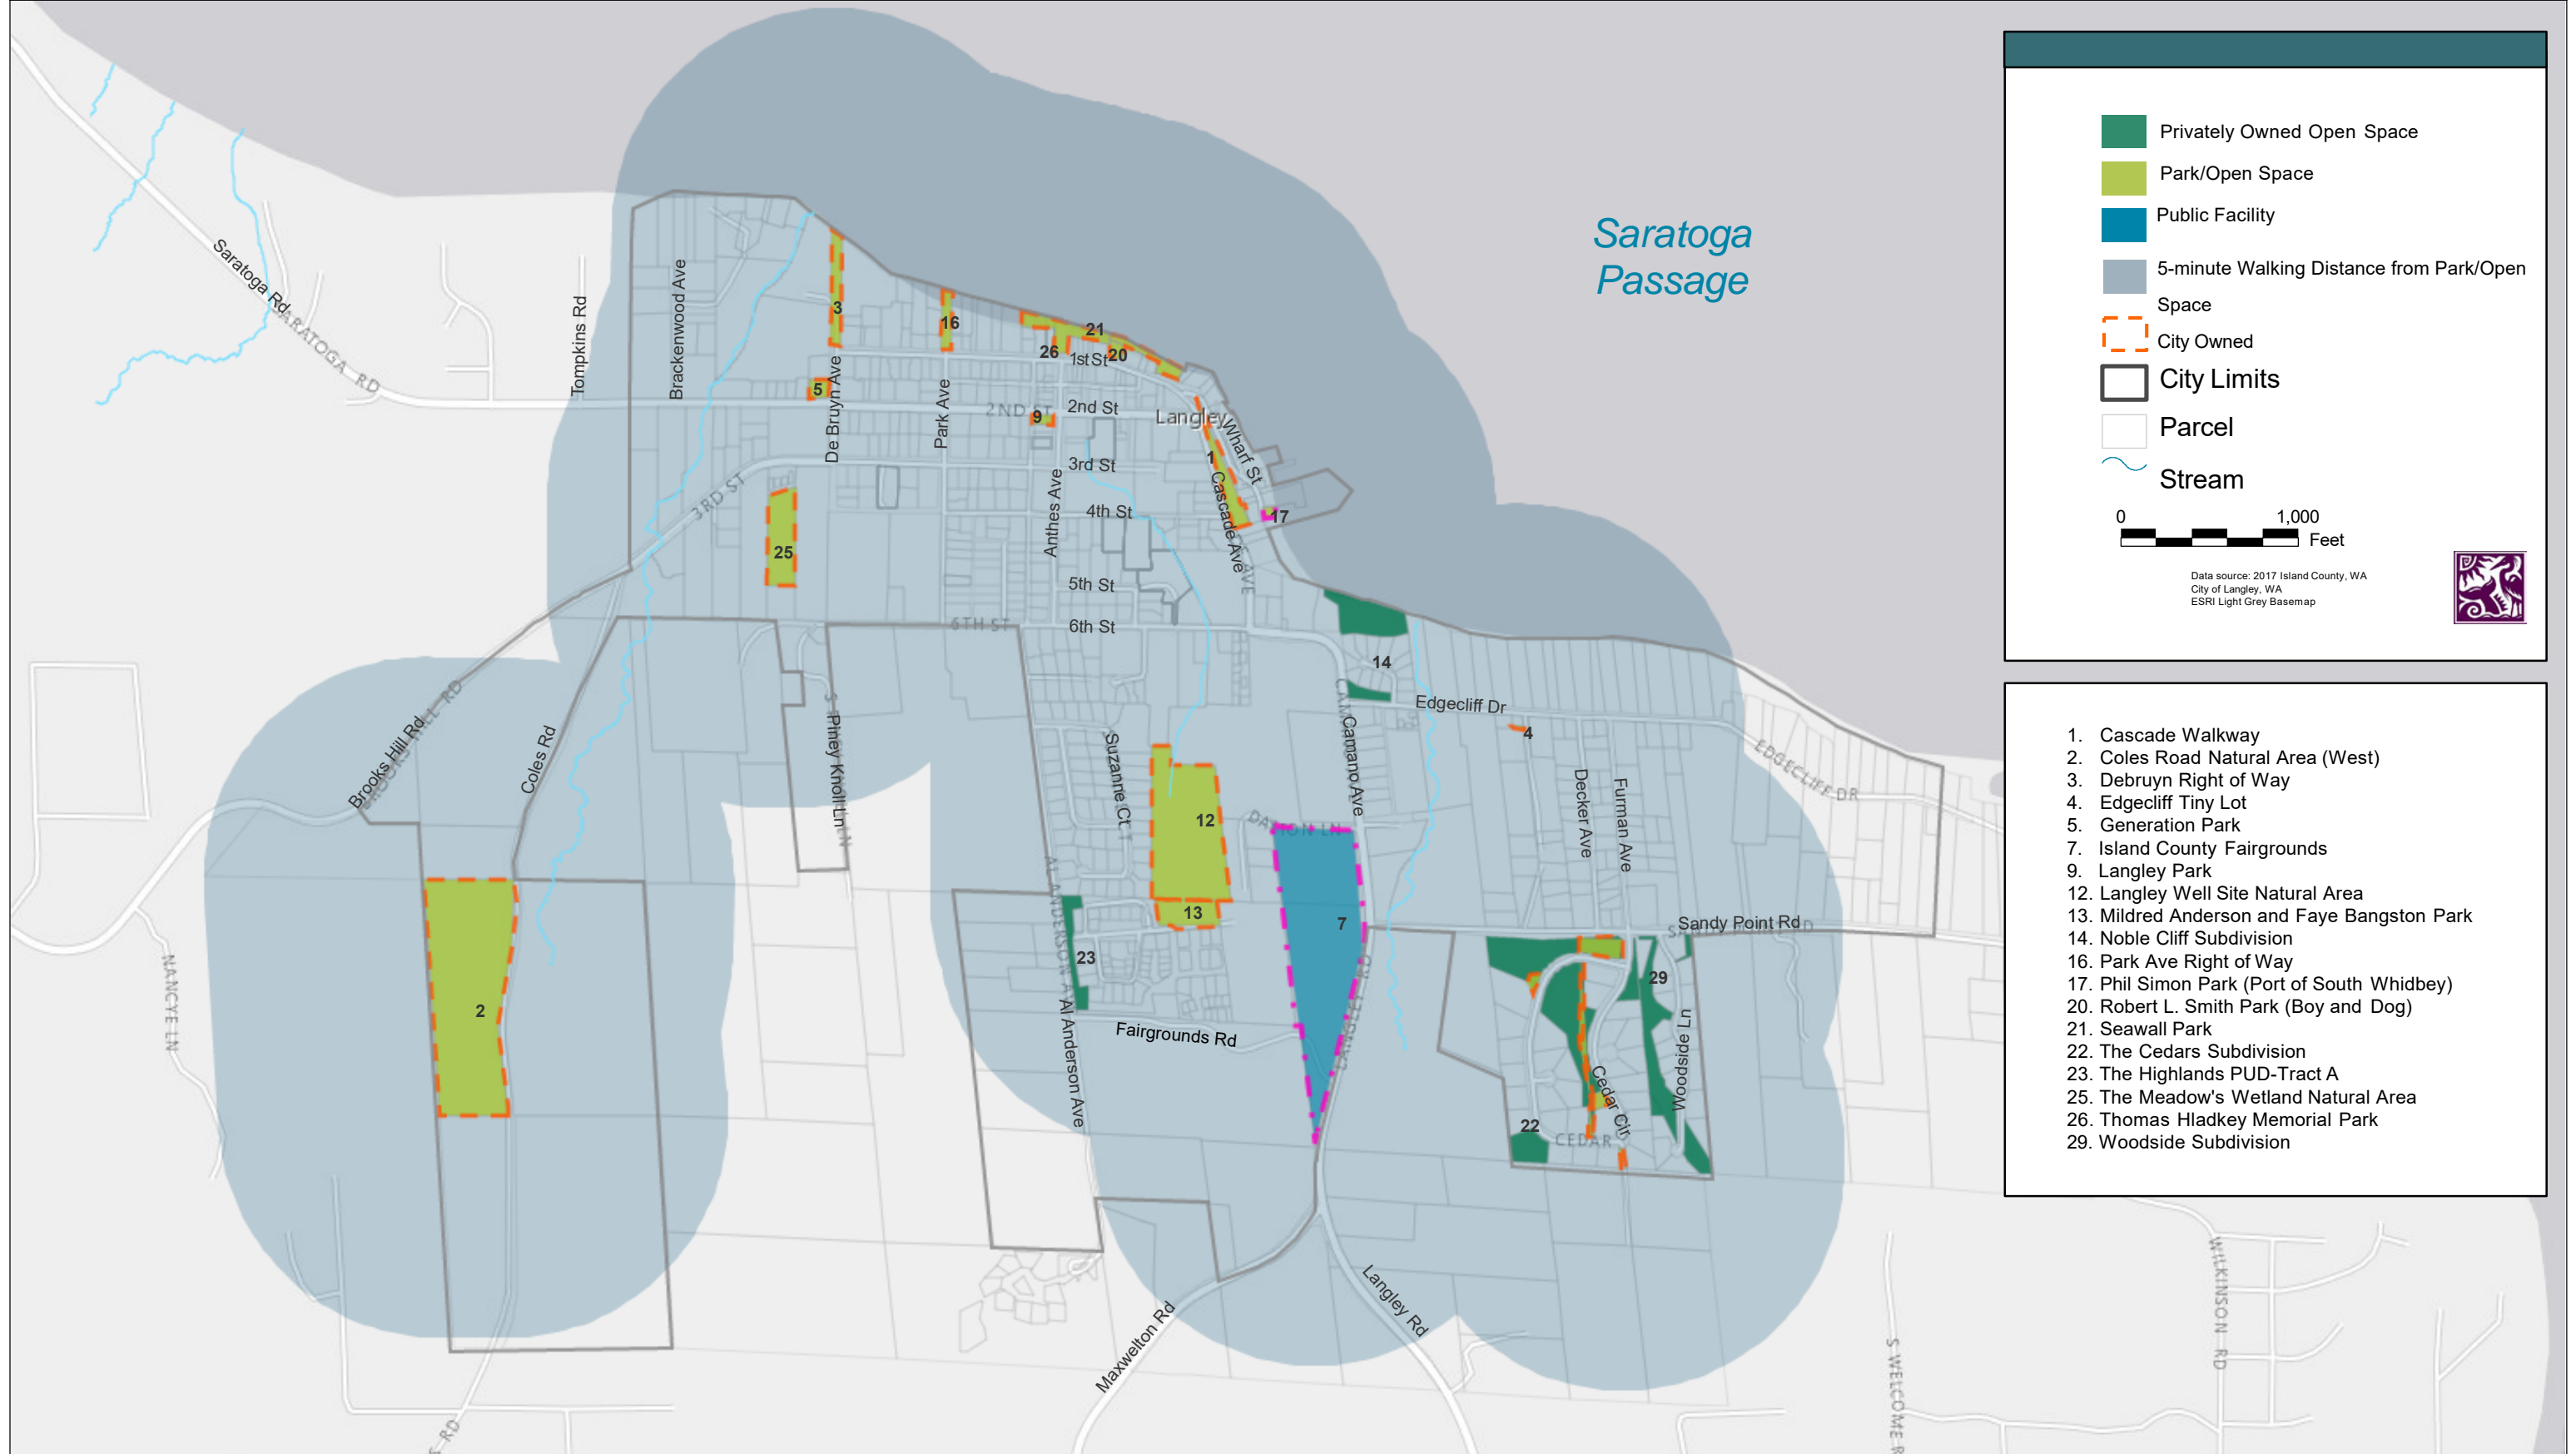 Saratoga
Passage
Saratoga Rd
SARATOGA RD
Tompkins Rd
Brackenwood Ave
3
16
21
26
1st St
20
5
De Bruyn Ave
Park Ave
2ND ST
2nd St
9
Langley
Wharf St
1
3rd St
3RD ST
Anthes Ave
Cascade Ave
4th St
17
25
5th St
6TH ST
6th St
14
Edgecliff Dr
4
EDGECLIFF DR
Brooks Hill Rd
Coles Rd
Piney Knoll Ln
Suzanne Ct
Camano Ave
Decker Ave
Furman Ave
12
13
7
Sandy Point Rd
23
29
22
2
NANCYE LN
Al Anderson Ave
Fairgrounds Rd
LANGLEY RD
Woodside Ln
Cedar Cir
CEDAR
Langley Rd
Maxwelton Rd
WILKINSON RD
S WELCOME R
S RD
Privately Owned Open Space
Park/Open Space
Public Facility
5-minute Walking Distance from Park/Open
Space
City Owned
City Limits
Parcel
Stream
0 1,000
Feet
Data source: 2017 Island County, WA
City of Langley, WA
ESRI Light Grey Basemap
1. Cascade Walkway
2. Coles Road Natural Area (West)
3. Debruyn Right of Way
4. Edgecliff Tiny Lot
5. Generation Park
7. Island County Fairgrounds
9. Langley Park
12. Langley Well Site Natural Area
13. Mildred Anderson and Faye Bangston Park
14. Noble Cliff Subdivision
16. Park Ave Right of Way
17. Phil Simon Park (Port of South Whidbey)
20. Robert L. Smith Park (Boy and Dog)
21. Seawall Park
22. The Cedars Subdivision
23. The Highlands PUD-Tract A
25. The Meadow's Wetland Natural Area
26. Thomas Hladkey Memorial Park
29. Woodside Subdivision